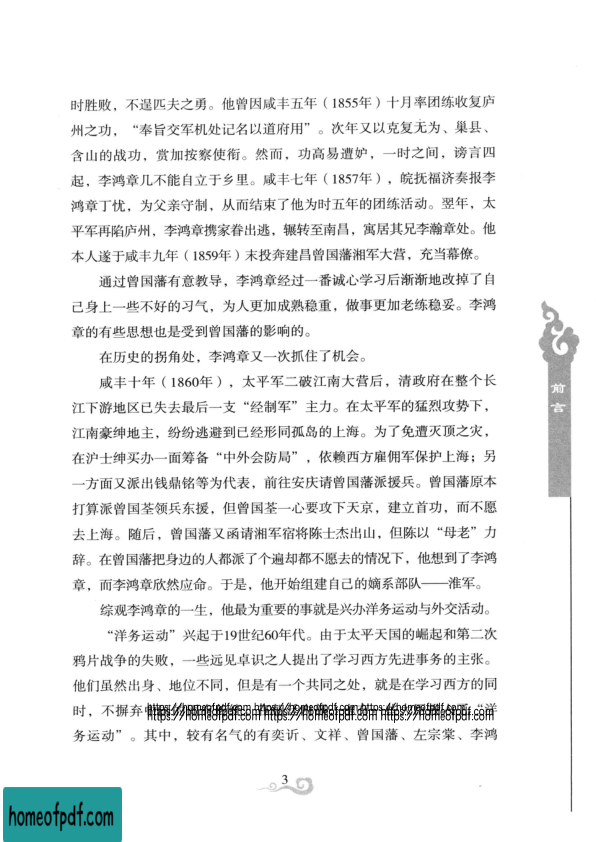 时胜败，不逞匹夫之勇。他曾因咸丰五年（1855年）十月率团练收复庐
州之功，“奉旨交军机处记名以道府用”。次年又以克复无为、巢县、
含山的战功，赏加按察使衔。然而，功高易遭妒，一时之间，谤言四
起，李鸿章几不能自立于乡里。咸丰七年（1857年），皖抚福济奏报李
鸿章丁忧，为父亲守制，从而结束了他为时五年的团练活动。翌年，太
平军再陷庐州，李鸿章携家眷出逃，辗转至南昌，寓居其兄李瀚章处。他
本人遂于咸丰九年（1859年）末投奔建昌曾国藩湘军大营，充当幕僚。
通过曾国藩有意教导，李鸿章经过一番诚心学习后渐渐地改掉了自
己身上一些不好的习气，为人更加成熟稳重，做事更加老练稳妥。李鸿
章的有些思想也是受到曾国藩的影响的。
在历史的拐角处，李鸿章又一次抓住了机会。
咸丰十年（1860年），太平军二破江南大营后，清政府在整个长
江下游地区已失去最后一支“经制军”主力。在太平军的猛烈攻势下，
江南豪绅地主，纷纷逃避到已经形同孤岛的上海。为了免遭灭顶之灾，
在沪士绅买办一面筹备“中外会防局”，依赖西方雇佣军保护上海；另
一方面又派出钱鼎铭等为代表，前往安庆请曾国藩派援兵。曾国藩原本
打算派曾国荃领兵东援，但曾国荃一心要攻下天京，建立首功，而不愿
去上海。随后，曾国藩又函请湘军宿将陈士杰出山，但陈以“母老”力
辞。在曾国藩把身边的人都派了个遍却都不愿去的情况下，他想到了李鸿
章，而李鸿章欣然应命。于是，他开始组建自己的嫡系部队——淮军。
综观李鸿章的一生，他最为重要的事就是兴办洋务运动与外交活动。
“洋务运动”兴起于19世纪60年代。由于太平天国的崛起和第二次
鸦片战争的失败，一些远见卓识之人提出了学习西方先进事务的主张。
他们虽然出身、地位不同，但是有一个共同之处，就是在学习西方的同
时，不摒弃
https://homeofpdf.com https://homeofpdf.com https://homeofpdf.com
“洋
务运动”。其中，较有名气的有奕䜣、文祥、曾国藩、左宗棠、李鸿
前言
3
homeofpdf.com